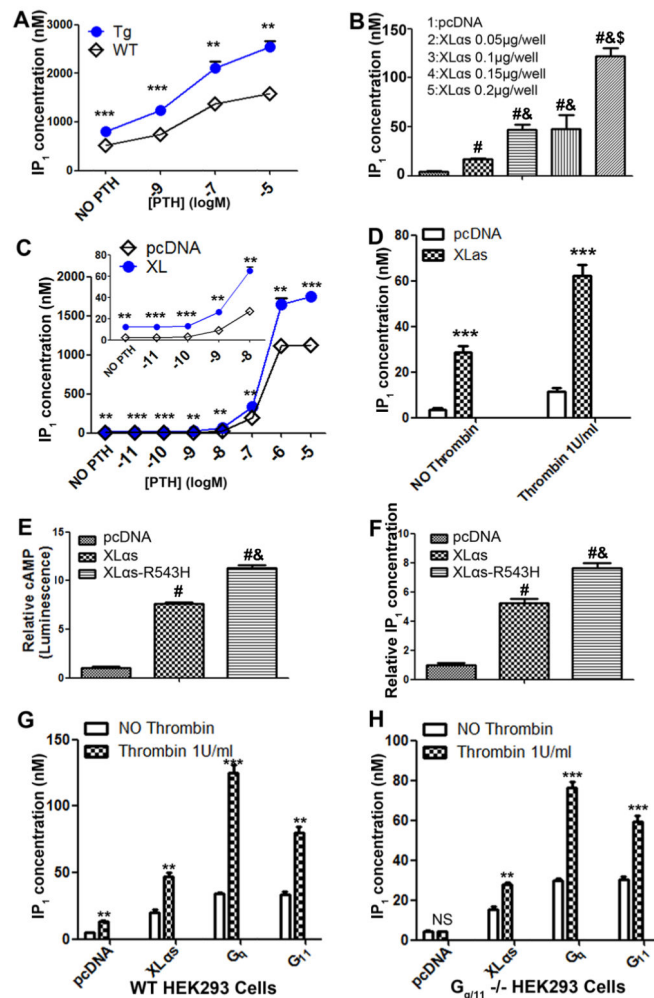 A
IP1 concentration (nM)
3000
2000
1000
0
Tg
WT
***
***
**
**
NO PTH
-9
-7
-5
[PTH] (logM)
B
IP1 concentration (nM)
150
100
50
0
1:pcDNA
2:XLαs 0.05µg/well
3:XLαs 0.1µg/well
4:XLαs 0.15µg/well
5:XLαs 0.2µg/well
#
#&
#&
#&$
C
IP1 concentration (nM)
2000
1500
1000
500
0
pcDNA
XL
80
60
40
20
0
**
***
***
**
**
NO PTH
-11
-10
-9
-8
**
***
***
**
**
**
**
***
NO PTH
-11
-10
-9
-8
-7
-6
-5
[PTH] (logM)
D
IP1 concentration (nM)
80
60
40
20
0
pcDNA
XLas
***
***
NO Thrombin
Thrombin 1U/ml
E
Relative cAMP
(Luminescence)
15
10
5
0
pcDNA
XLαs
XLαs-R543H
#
#&
F
Relative IP1 concentration
10
8
6
4
2
0
pcDNA
XLαs
XLαs-R543H
#
#&
G
IP1 concentration (nM)
150
100
50
0
NO Thrombin
Thrombin 1U/ml
**
**
***
**
pcDNA
XLαs
Gq
G11
WT HEK293 Cells
H
IP1 concentration (nM)
80
60
40
20
0
NO Thrombin
Thrombin 1U/ml
NS
**
***
***
pcDNA
XLαs
Gq
G11
Gq/11 -/- HEK293 Cells